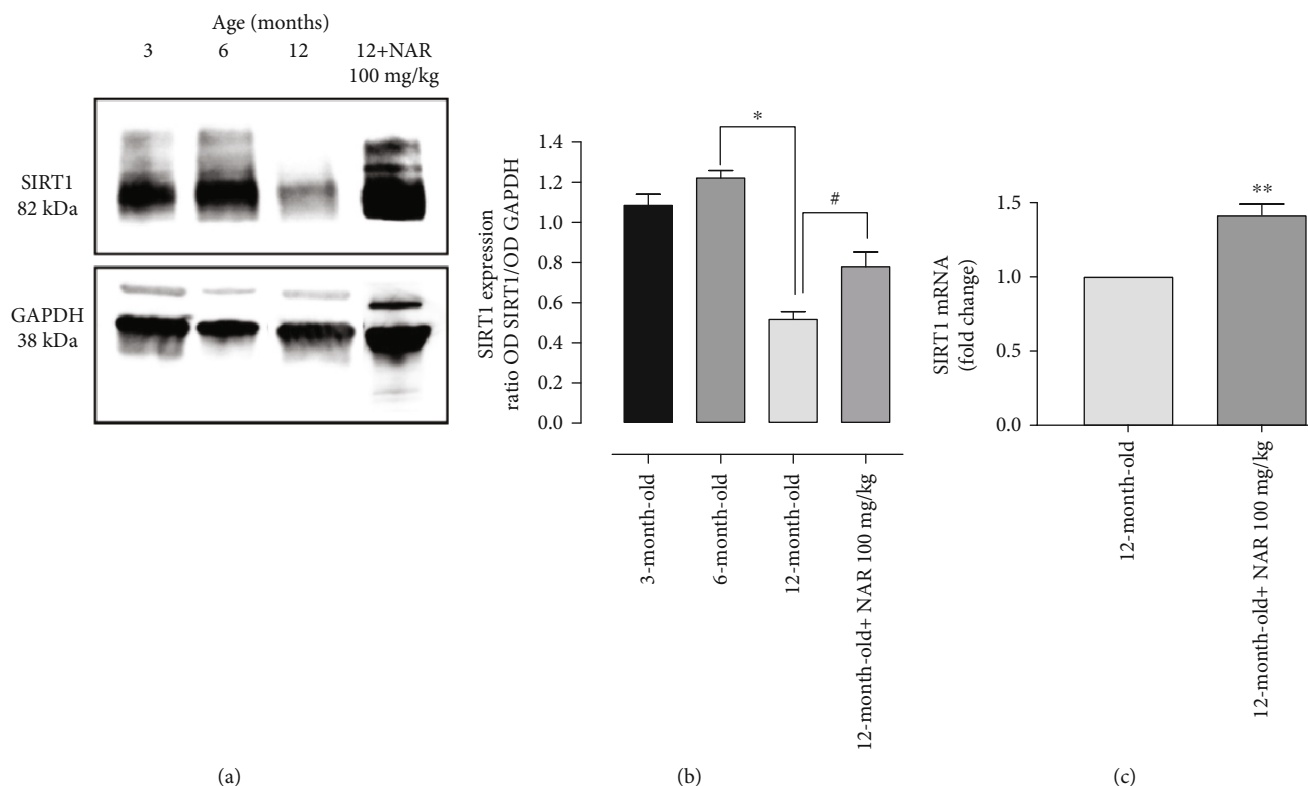 Age (months)
3 6 12 12+NAR
100 mg/kg
SIRT1
82 kDa
GAPDH
38 kDa
(a)
SIRT1 expression
ratio OD SIRT1/OD GAPDH
1.4
1.2
1.0
0.8
0.6
0.4
0.2
0.0
*
#
3-month-old
6-month-old
12-month-old
12-month-old+ NAR 100 mg/kg
(b)
SIRT1 mRNA
(fold change)
1.5
1.0
0.5
0.0
**
12-month-old
12-month-old+ NAR 100 mg/kg
(c)